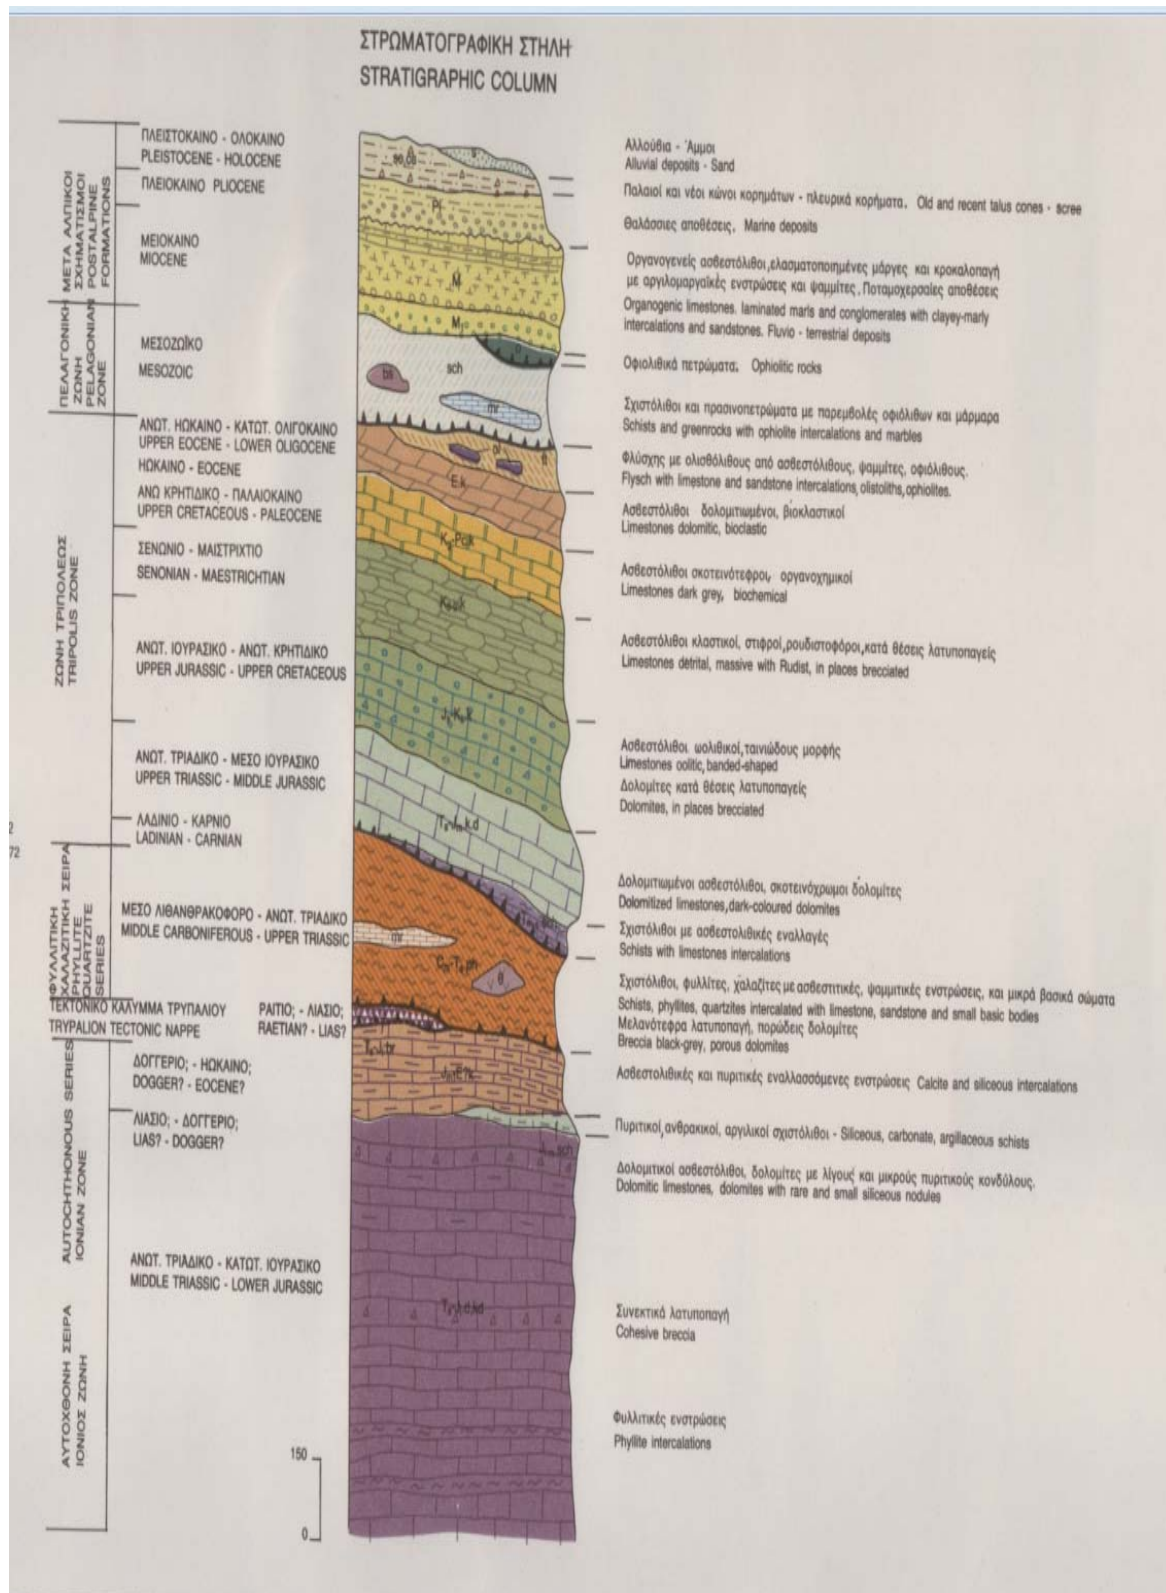 ΣΤΡΩΜΑΤΟΓΡΑΦΙΚΗ ΣΤΗΛΗ
STRATIGRAPHIC COLUMN
ΜΕΤΑ ΑΛΠΙΚΟΙ
ΣΧΗΜΑΤΙΣΜΟΙ
POSTALPINE
FORMATIONS
ΠΛΕΙΣΤΟΚΑΙΝΟ - ΟΛΟΚΑΙΝΟ
PLEISTOCENE - HOLOCENE
ΠΛΕΙΟΚΑΙΝΟ PLIOCENE
ΜΕΙΟΚΑΙΝΟ
MIOCENE
ΠΕΛΑΓΟΝΙΚΗ
ΖΩΝΗ
PELAGONIAN
ZONE
ΜΕΣΟΖΩΪΚΟ
MESOZOIC
ΖΩΝΗ ΤΡΙΠΟΛΕΩΣ
TRIPOLIS ZONE
ΑΝΩΤ. ΗΩΚΑΙΝΟ - ΚΑΤΩΤ. ΟΛΙΓΟΚΑΙΝΟ
UPPER EOCENE - LOWER OLIGOCENE
ΗΩΚΑΙΝΟ - EOCENE
ΑΝΩ ΚΡΗΤΙΔΙΚΟ - ΠΑΛΑΙΟΚΑΙΝΟ
UPPER CRETACEOUS - PALEOCENE
ΣΕΝΩΝΙΟ - ΜΑΙΣΤΡΙΧΤΙΟ
SENONIAN - MAESTRICHTIAN
ΑΝΩΤ. ΙΟΥΡΑΣΙΚΟ - ΑΝΩΤ. ΚΡΗΤΙΔΙΚΟ
UPPER JURASSIC - UPPER CRETACEOUS
ΑΝΩΤ. ΤΡΙΑΔΙΚΟ - ΜΕΣΟ ΙΟΥΡΑΣΙΚΟ
UPPER TRIASSIC - MIDDLE JURASSIC
ΛΑΔΙΝΙΟ - ΚΑΡΝΙΟ
LADINIAN - CARNIAN
2
72
ΦΥΛΛΙΤΙΚΗ
ΧΑΛΑΖΙΤΙΚΗ ΣΕΙΡΑ
PHYLLITE
QUARTZITE
SERIES
ΜΕΣΟ ΛΙΘΑΝΘΡΑΚΟΦΟΡΟ - ΑΝΩΤ. ΤΡΙΑΔΙΚΟ
MIDDLE CARBONIFEROUS - UPPER TRIASSIC
ΤΕΚΤΟΝΙΚΟ ΚΑΛΥΜΜΑ ΤΡΥΠΑΛΙΟΥ ΡΑΙΤΙΟ; - ΛΙΑΣΙΟ;
TRYPALION TECTONIC NAPPE RAETIAN? - LIAS?
ΑΥΤΟΧΘΟΝΗ ΣΕΙΡΑ AUTOCHTHONOUS SERIES
ΙΟΝΙΟΣ ΖΩΝΗ IONIAN ZONE
ΔΟΓΓΕΡΙΟ; - ΗΩΚΑΙΝΟ;
DOGGER? - EOCENE?
ΛΙΑΣΙΟ; - ΔΟΓΓΕΡΙΟ;
LIAS? - DOGGER?
ΑΝΩΤ. ΤΡΙΑΔΙΚΟ - ΚΑΤΩΤ. ΙΟΥΡΑΣΙΚΟ
MIDDLE TRIASSIC - LOWER JURASSIC
150
0
Pl
M
sch
bs
mr
ol
ft
E.k
mr
θ
Αλλούβια - Άμμοι
Alluvial deposits - Sand
Παλαιοί και νέοι κώνοι κορημάτων - πλευρικά κορήματα. Old and recent talus cones - scree
Θαλάσσιες αποθέσεις. Marine deposits
Οργανογενείς ασβεστόλιθοι, ελασματοποιημένες μάργες και κροκαλοπαγή
με αργιλομαργαϊκές ενστρώσεις και ψαμμίτες. Ποταμοχερσαίες αποθέσεις
Organogenic limestones. laminated marls and conglomerates with clayey-marly
intercalations and sandstones. Fluvio - terrestrial deposits
Οφιολιθικά πετρώματα. Ophiolitic rocks
Σχιστόλιθοι και πρασινοπετρώματα με παρεμβολές οφιόλιθων και μάρμαρα
Schists and greenrocks with ophiolite intercalations and marbles
Φλύσχης με ολισθόλιθους από ασβεστόλιθους, ψαμμίτες, οφιόλιθους.
Flysch with limestone and sandstone intercalations, olistoliths, ophiolites.
Ασβεστόλιθοι δολομιτιωμένοι, βιοκλαστικοί
Limestones dolomitic, bioclastic
Ασβεστόλιθοι σκοτεινότεφροι, οργανοχημικοί
Limestones dark grey, biochemical
Ασβεστόλιθοι κλαστικοί, στιφροί, ρουδιστοφόροι, κατά θέσεις λατυποπαγείς
Limestones detrital, massive with Rudist, in places brecciated
Ασβεστόλιθοι ωολιθικοί, ταινιώδους μορφής
Limestones oolitic, banded-shaped
Δολομίτες κατά θέσεις λατυποπαγείς
Dolomites, in places brecciated
Δολομιτιωμένοι ασβεστόλιθοι, σκοτεινόχρωμοι δολομίτες
Dolomitized limestones, dark-coloured dolomites
Σχιστόλιθοι με ασβεστολιθικές εναλλαγές
Schists with limestones intercalations
Σχιστόλιθοι, φυλλίτες, χαλαζίτες με ασβεστιτικές, ψαμμιτικές ενστρώσεις, και μικρά βασικά σώματα
Schists, phyllites, quartzites intercalated with limestone, sandstone and small basic bodies
Μελανότεφρα λατυποπαγή, πορώδεις δολομίτες
Breccia black-grey, porous dolomites
Ασβεστολιθικές και πυριτικές εναλλασσόμενες ενστρώσεις Calcite and siliceous intercalations
Πυριτικοί, ανθρακικοί, αργιλικοί σχιστόλιθοι - Siliceous, carbonate, argillaceous schists
Δολομιτικοί ασβεστόλιθοι, δολομίτες με λίγους και μικρούς πυριτικούς κονδύλους.
Dolomitic limestones, dolomites with rare and small siliceous nodules
Συνεκτικά λατυποπαγή
Cohesive breccia
Φυλλιτικές ενστρώσεις
Phyllite intercalations